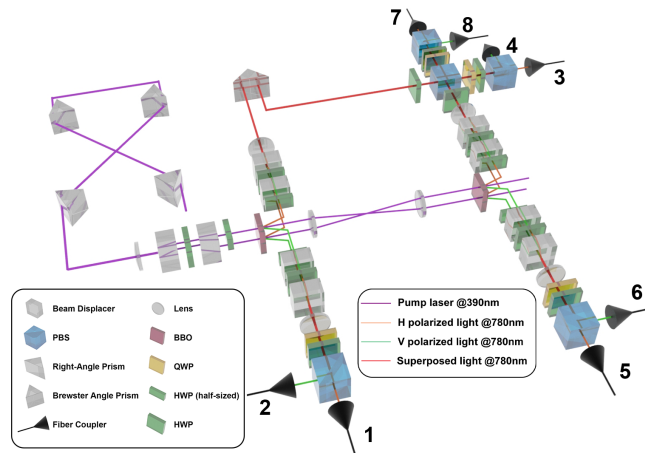 7
8
4
3
6
5
2
1
Beam Displacer
Lens
PBS
BBO
Right-Angle Prism
QWP
Brewster Angle Prism
HWP (half-sized)
Fiber Coupler
HWP
Pump laser @390nm
H polarized light @780nm
V polarized light @780nm
Superposed light @780nm